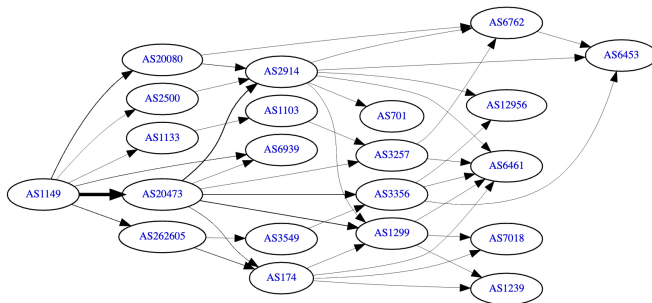 AS6762
AS6453
AS20080
AS2914
AS2500
AS12956
AS1103
AS701
AS1133
AS6939
AS3257
AS6461
AS1149
AS20473
AS3356
AS262605
AS3549
AS1299
AS7018
AS174
AS1239